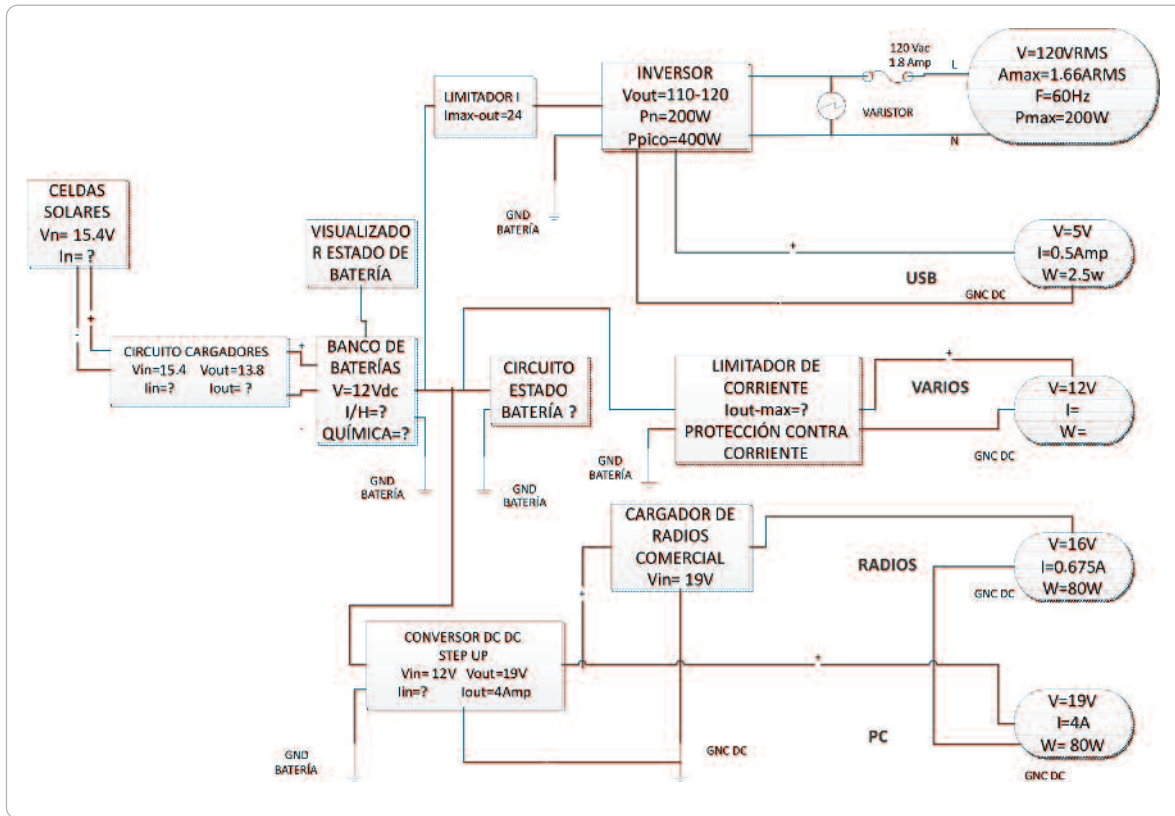 120 Vac
1.8 Amp
L
V=120VRMS
Amax=1.66ARMS
F=60Hz
Pmax=200W
INVERSOR
Vout=110-120
Pn=200W
Ppico=400W
LIMITADOR I
Imax-out=24
VARISTOR
N
CELDAS
SOLARES
Vn= 15.4V
In= ?
GND
BATERÍA
VISUALIZADO
R ESTADO DE
BATERÍA
+
V=5V
I=0.5Amp
W=2.5w
USB
GNC DC
-
+
CIRCUITO CARGADORES
Vin=15.4 Vout=13.8
Iin=? Iout= ?
+
-
BANCO DE
BATERÍAS
V=12Vdc
I/H=?
QUÍMICA=?
CIRCUITO
ESTADO
BATERÍA ?
LIMITADOR DE
CORRIENTE
Iout-max=?
PROTECCIÓN CONTRA
CORRIENTE
+
VARIOS
V=12V
I=
W=
GNC DC
GND
BATERÍA
GND
BATERÍA
GND
BATERÍA
CARGADOR DE
RADIOS
COMERCIAL
Vin= 19V
+
RADIOS
V=16V
I=0.675A
W=80W
GNC DC
CONVERSOR DC DC
STEP UP
Vin= 12V Vout=19V
Iin=? Iout=4Amp
+
PC
V=19V
I=4A
W= 80W
GND
BATERÍA
GNC DC
GNC DC